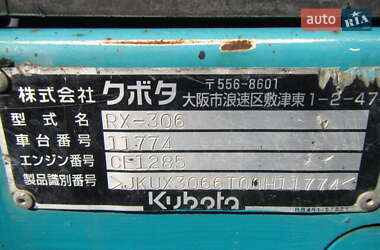 auto RIA
〒556-8601
株式会社 クボタ 大阪市浪速区敷津東1-2-47
型式名 RX-306
車台番号 11774
エンジン番号
製品識別番号
Kubota